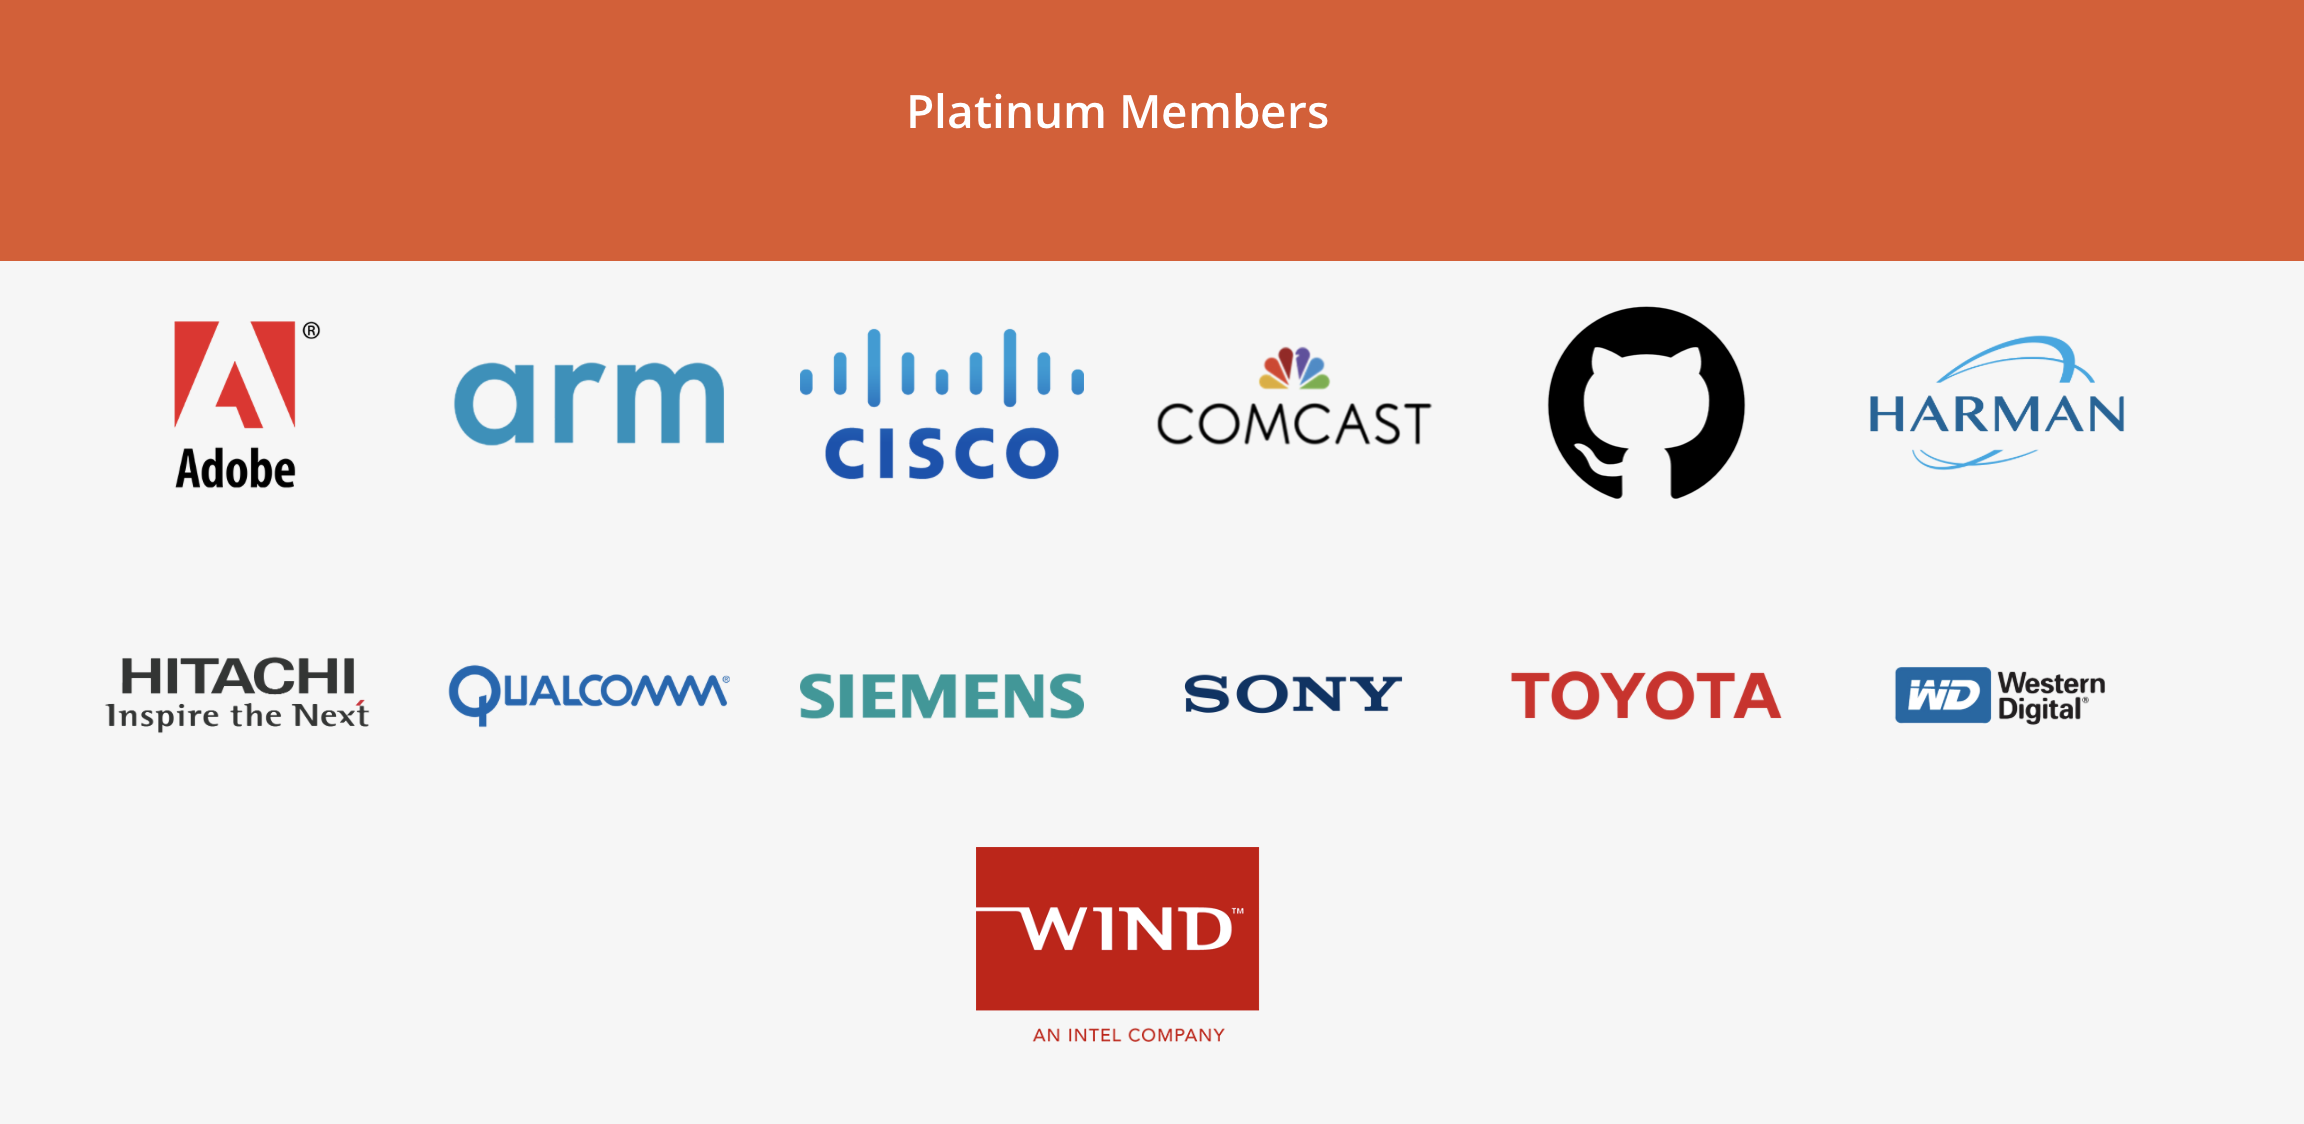 Platinum Members
®
Adobe
arm
CISCO
COMCAST
HARMAN
HITACHI
Inspire the Next
QUALCOMM®
SIEMENS
SONY
TOYOTA
WD
Western
Digital®
WIND™
AN INTEL COMPANY